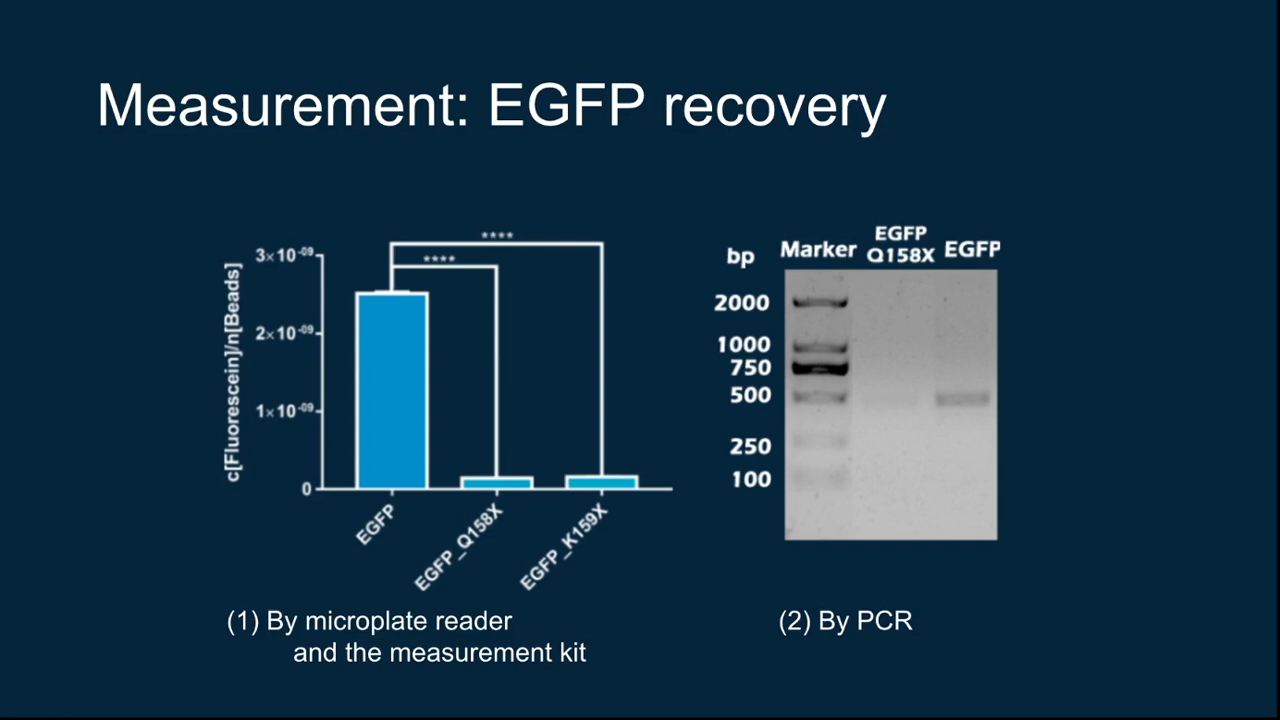 Measurement: EGFP recovery
c[Fluorescein]/n[Beads]
3×10⁻⁰⁹
2×10⁻⁰⁹
1×10⁻⁰⁹
0
****
****
EGFP
EGFP_Q158X
EGFP_K159X
(1) By microplate reader
and the measurement kit
bp
Marker
EGFP
Q158X
EGFP
2000
1000
750
500
250
100
(2) By PCR